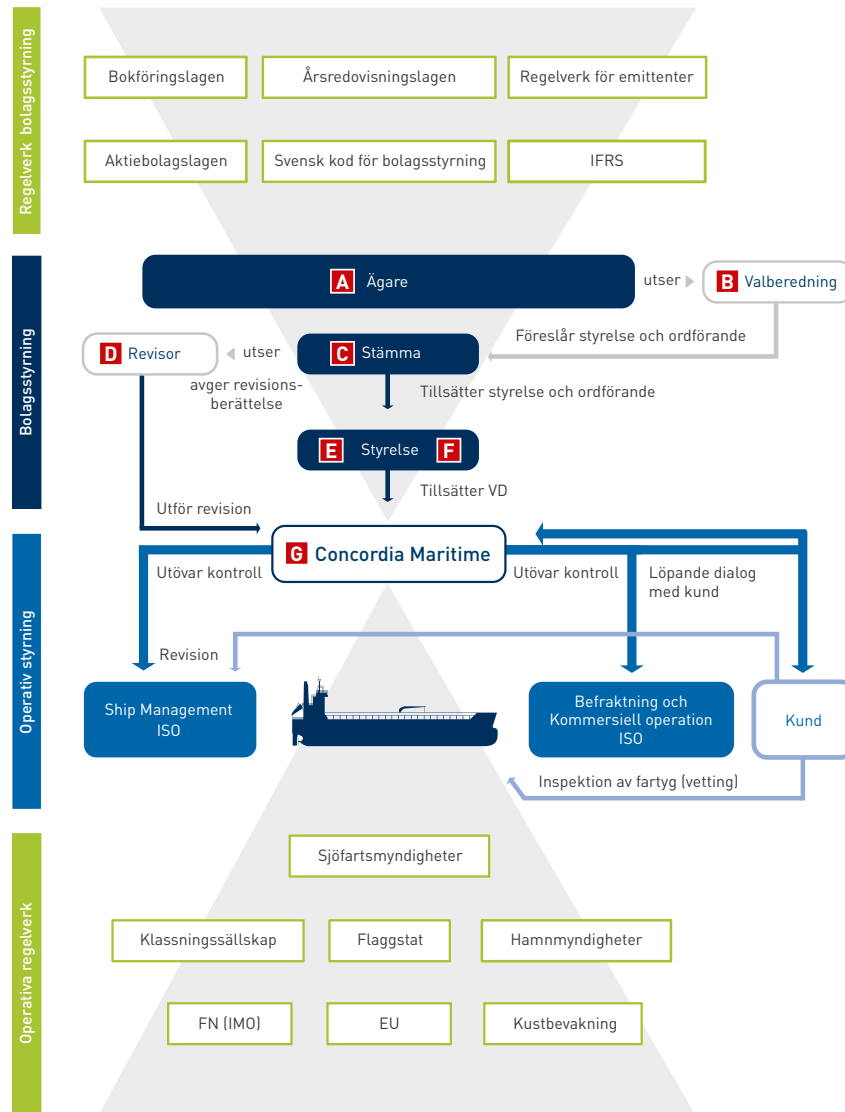 Regelverk bolagsstyrning
Bokföringslagen
Årsredovisningslagen
Regelverk för emittenter
Aktiebolagslagen
Svensk kod för bolagsstyrning
IFRS
Bolagsstyrning
A Ägare
utser
B Valberedning
Föreslår styrelse och ordförande
D Revisor
utser
C Stämma
avger revisions-
berättelse
Tillsätter styrelse och ordförande
E Styrelse F
Tillsätter VD
Utför revision
Operativ styrning
G Concordia Maritime
Utövar kontroll
Utövar kontroll
Löpande dialog
med kund
Revision
Ship Management
ISO
Befraktning och
Kommersiell operation
ISO
Kund
Inspektion av fartyg (vetting)
Operativa regelverk
Sjöfartsmyndigheter
Klassningssällskap
Flaggstat
Hamnmyndigheter
FN (IMO)
EU
Kustbevakning